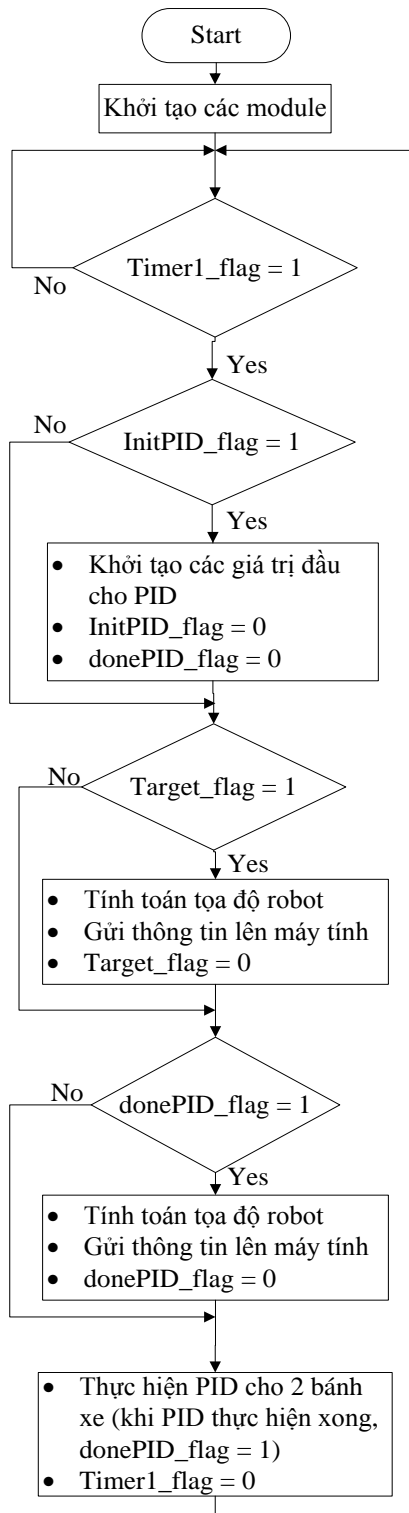 Start
Khởi tạo các module
Timer1_flag = 1
No
Yes
No
InitPID_flag = 1
Yes
• Khởi tạo các giá trị đầu
cho PID
• InitPID_flag = 0
• donePID_flag = 0
No
Target_flag = 1
Yes
• Tính toán tọa độ robot
• Gửi thông tin lên máy tính
• Target_flag = 0
No
donePID_flag = 1
Yes
• Tính toán tọa độ robot
• Gửi thông tin lên máy tính
• donePID_flag = 0
• Thực hiện PID cho 2 bánh
xe (khi PID thực hiện xong,
donePID_flag = 1)
• Timer1_flag = 0